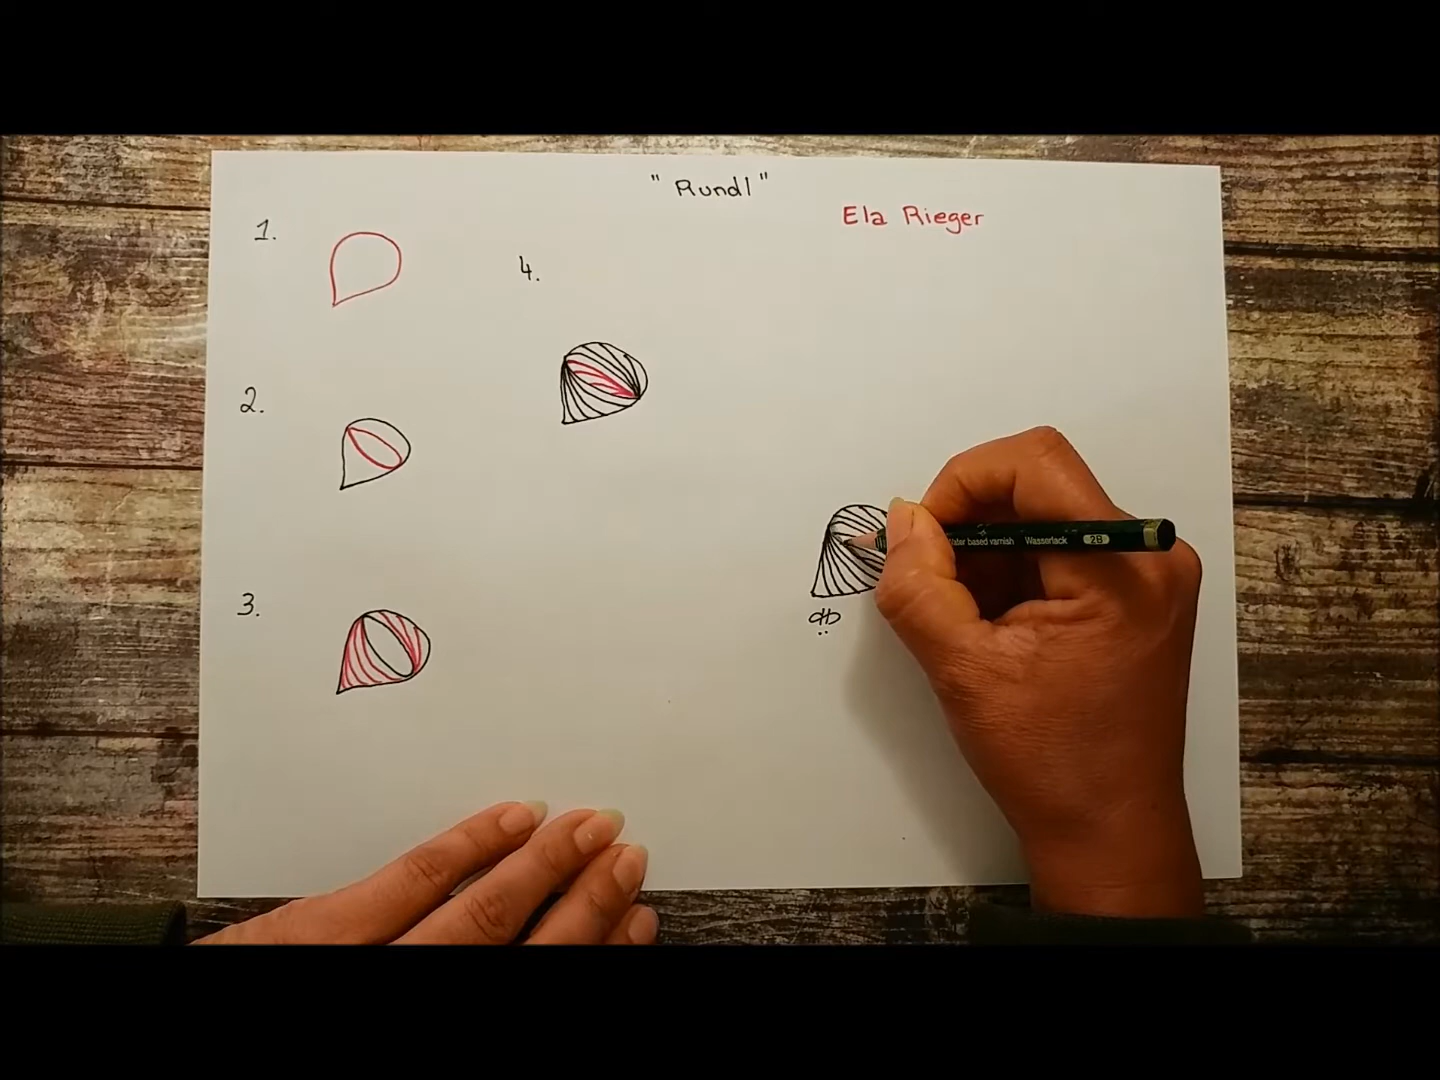 "Rundl"
Ela Rieger
1.
4.
2.
3.
Water based varnish Wasserlack 2B